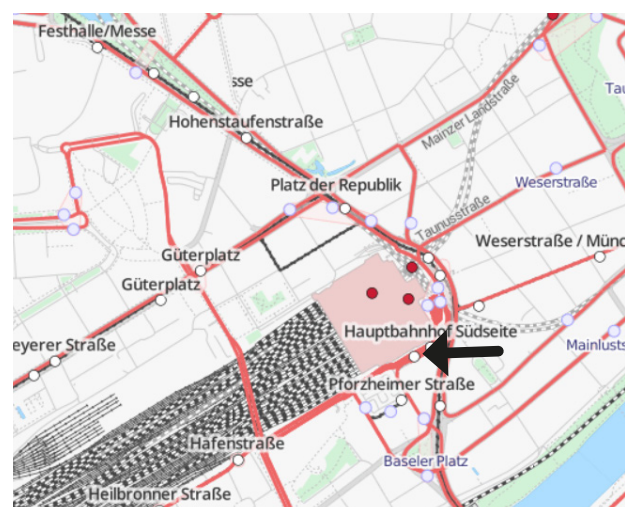 Festhalle/Messe
sse
Tau
Hohenstaufenstraße
Mainzer Landstraße
Platz der Republik
Weserstraße
Taunusstraße
Weserstraße / Münc
Güterplatz
Güterplatz
Hauptbahnhof Südseite
eyerer Straße
Mainlusts
Pforzheimer Straße
Hafenstraße
Baseler Platz
Heilbronner Straße